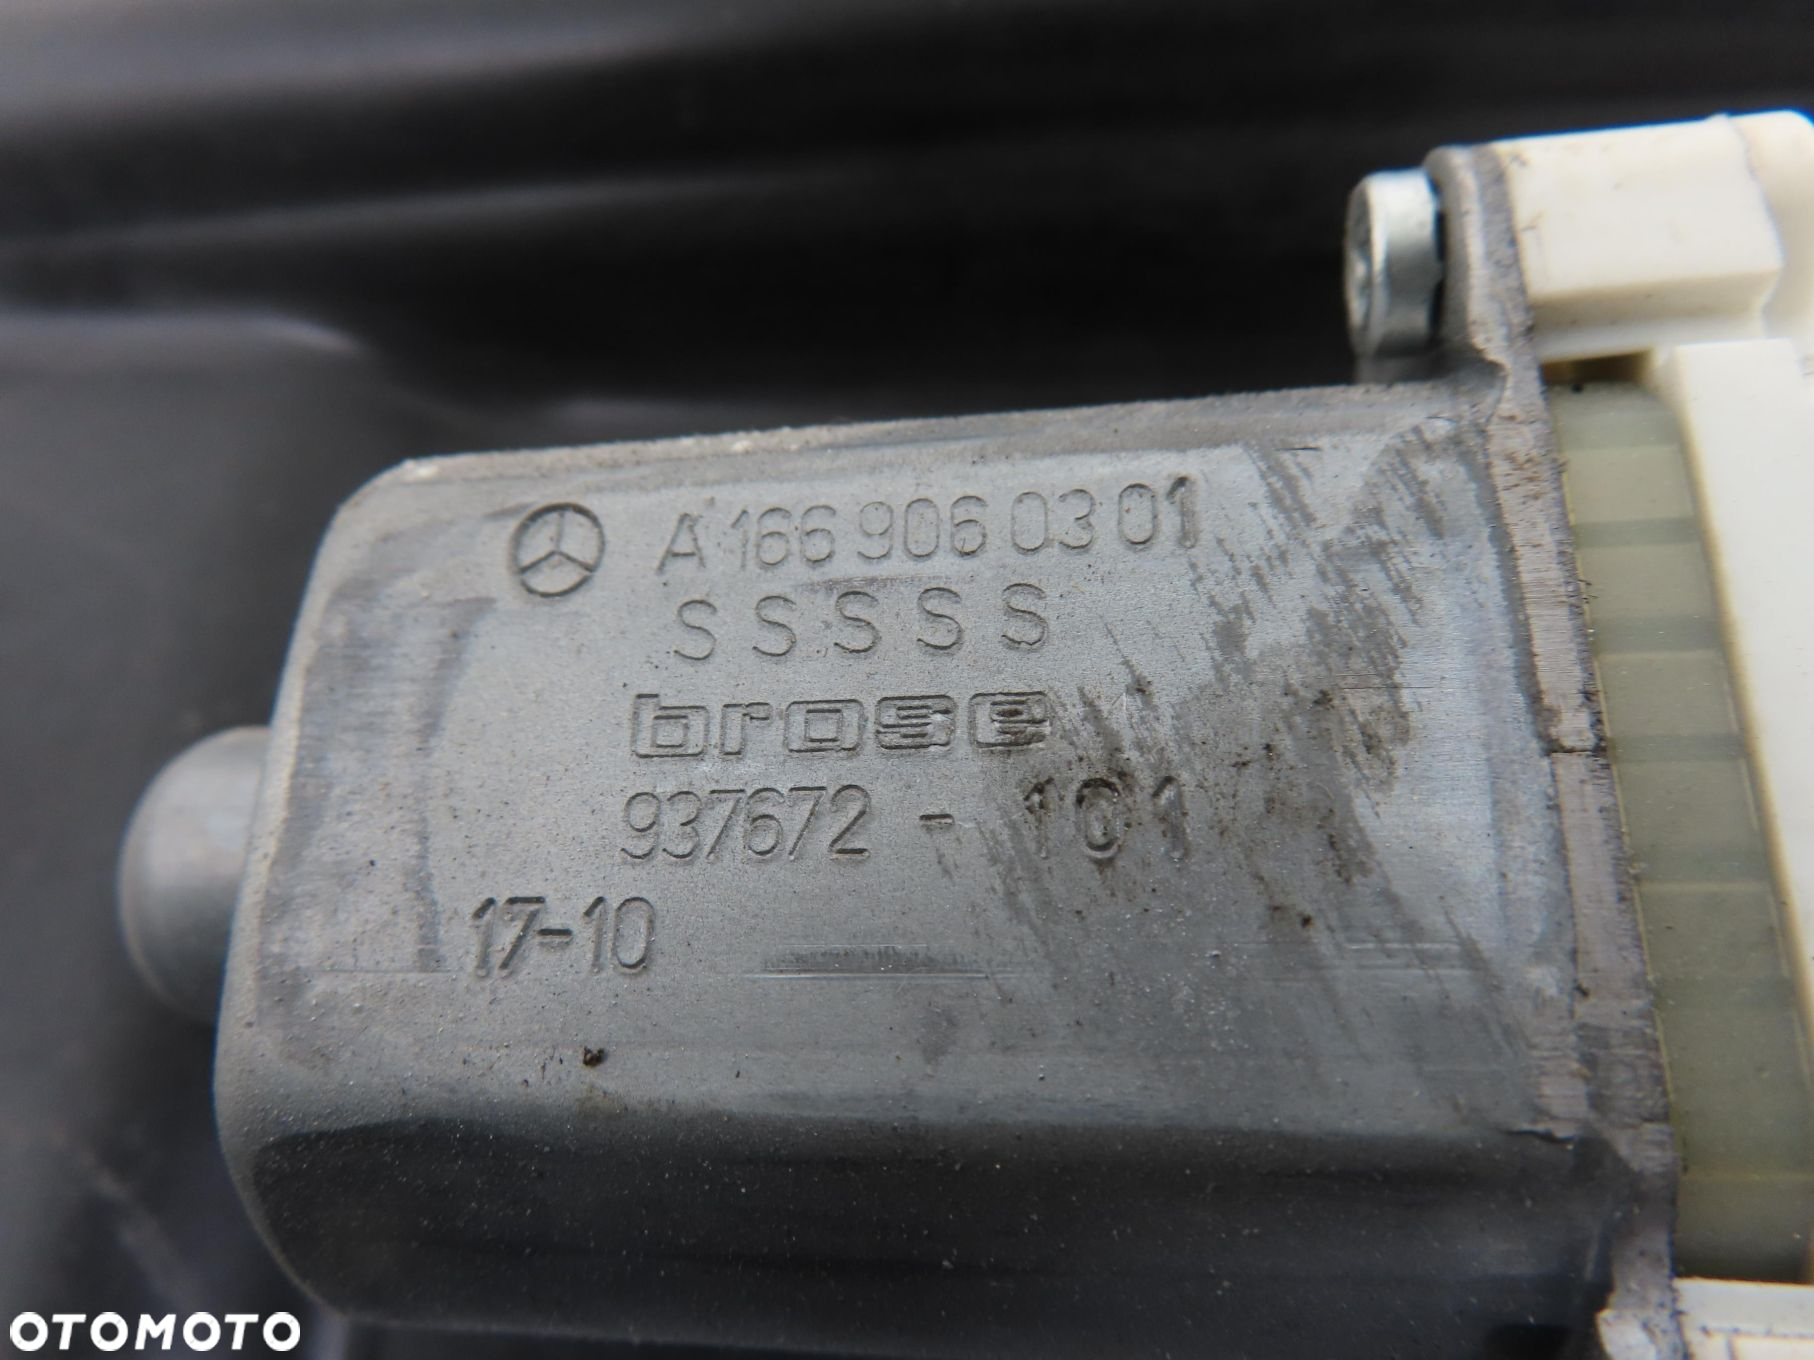 A 166 906 03 01
S S S S S
brose
937672 - 101
17-10
OTOMOTO